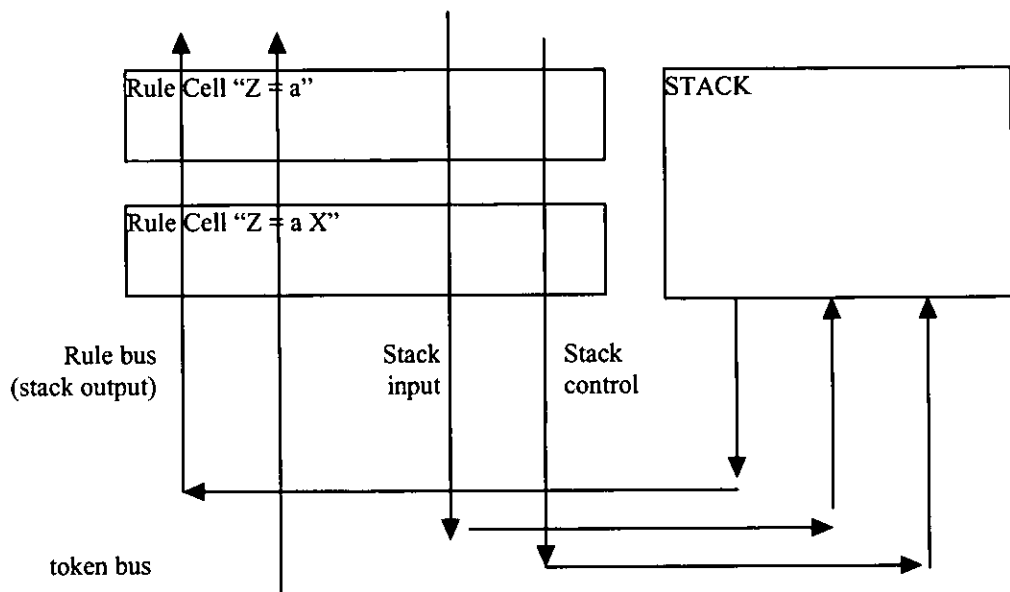 Rule Cell “Z = a”
STACK
Rule Cell “Z = a X”
Rule bus
(stack output)
Stack
input
Stack
control
token bus